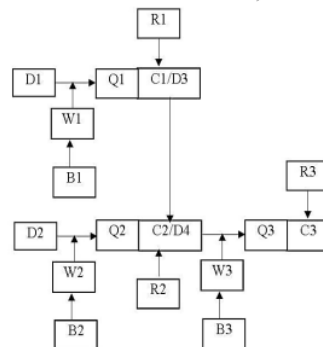 R1
D1 Q1 C1/D3
W1
B1
R3
D2 Q2 C2/D4 Q3 C3
W2 R2 W3
B2 B3